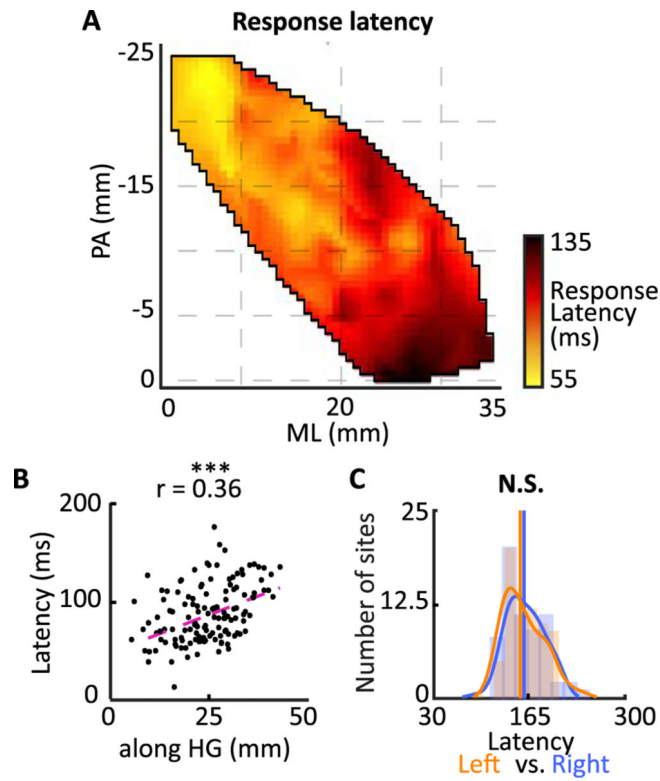 A
Response latency
-25
-15
-5
0
PA (mm)
0
20
35
ML (mm)
135
Response
Latency
(ms)
55
B
***
r = 0.36
200
100
0
Latency (ms)
0
25
50
along HG (mm)
C
N.S.
25
12.5
0
Number of sites
30
165
300
Latency
Left vs. Right